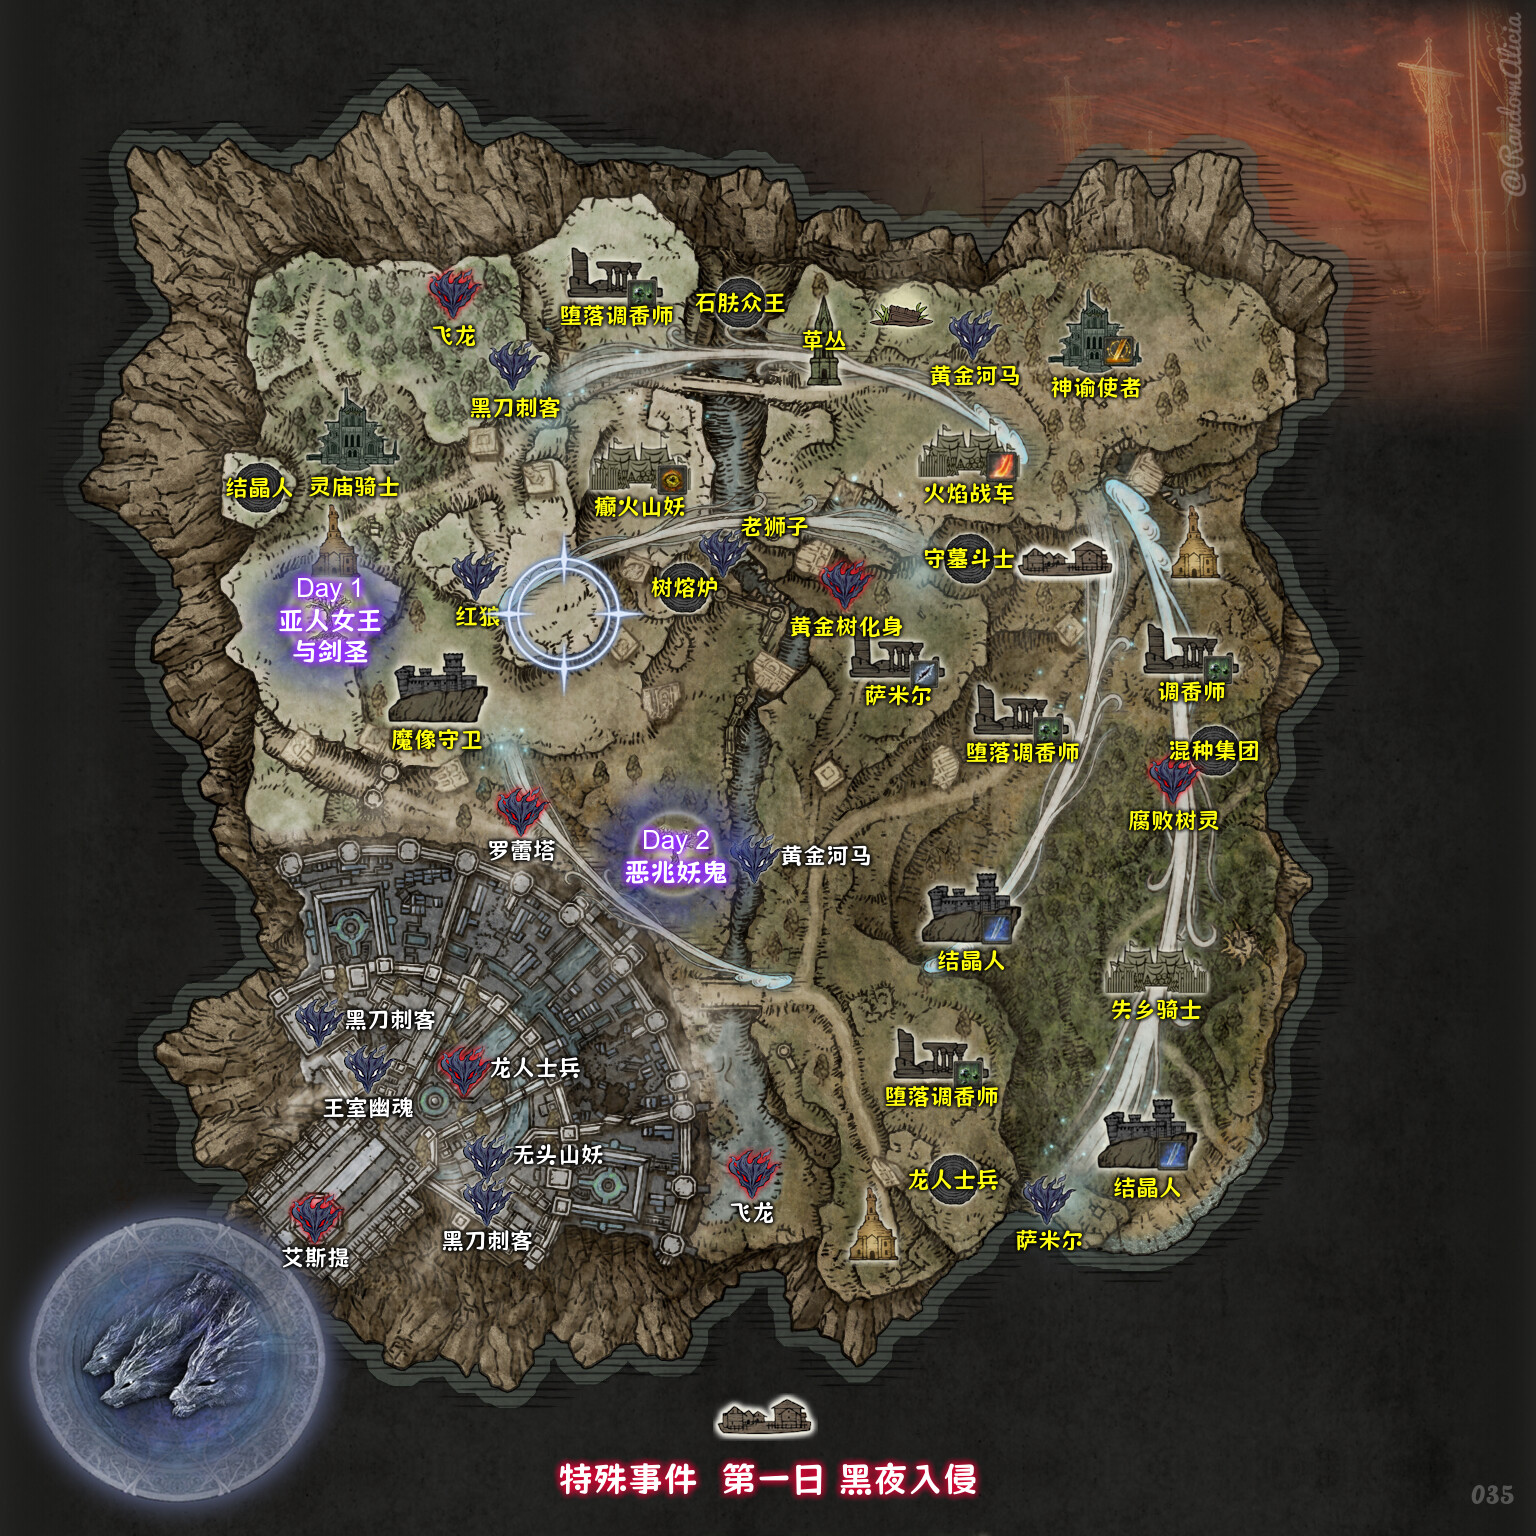 @RandomAlicia
飞龙
堕落调香师
石肤众王
草丛
黄金河马
神谕使者
黑刀刺客
结晶人
灵庙骑士
癫火山妖
火焰战车
老狮子
守墓斗士
Day 1
亚人女王
与剑圣
红狼
树熔炉
黄金树化身
萨米尔
调香师
魔像守卫
堕落调香师
混种集团
腐败树灵
罗蕾塔
Day 2
恶兆妖鬼
黄金河马
结晶人
失乡骑士
黑刀刺客
龙人士兵
王室幽魂
堕落调香师
无头山妖
龙人士兵
结晶人
飞龙
萨米尔
黑刀刺客
艾斯提
特殊事件 第一日 黑夜入侵
035